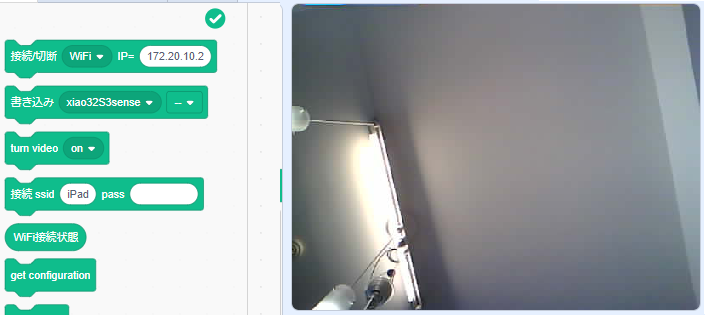 接続/切断 WiFi IP= 172.20.10.2
書き込み xiao32S3sense --
turn video on
接続 ssid iPad pass
WiFi接続状態
get configuration